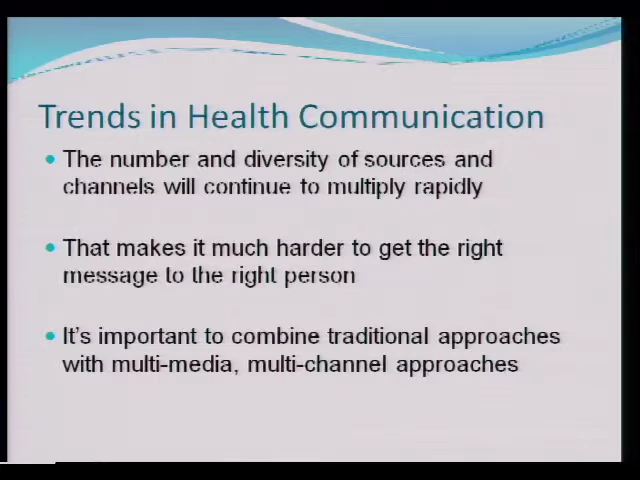 Trends in Health Communication
The number and diversity of sources and
channels will continue to multiply rapidly
That makes it much harder to get the right
message to the right person
It's important to combine traditional approaches
with multi-media, multi-channel approaches